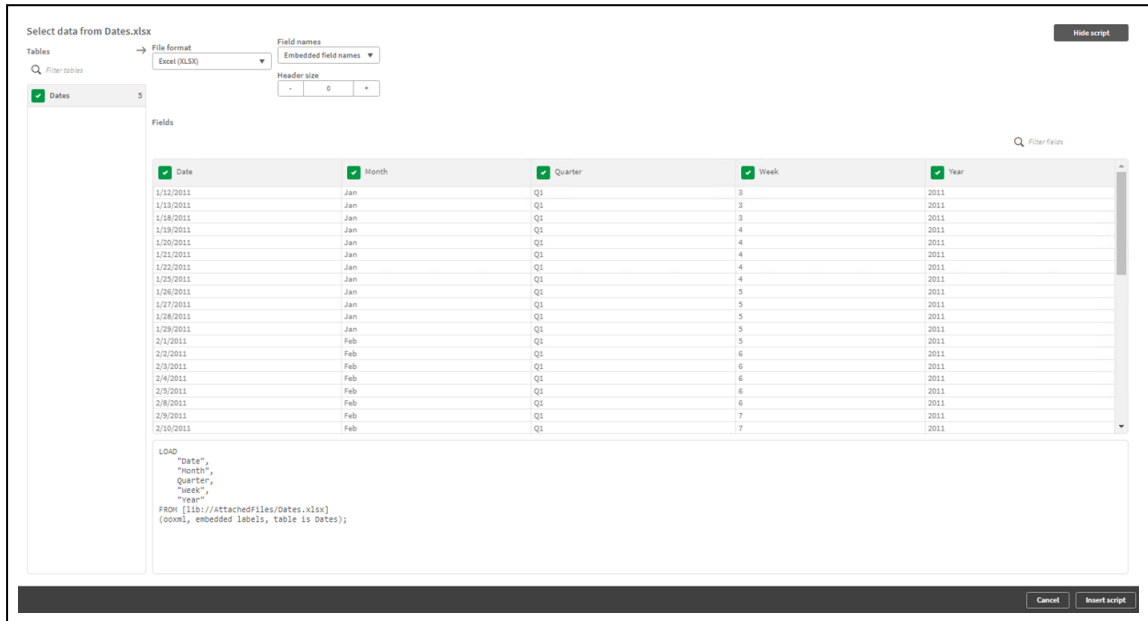 Select data from Dates.xlsx
Hide script
Tables
File format
Field names
Excel (XLSX)
Embedded field names
Filter tables
Header size
- 0 +
Dates 5
Fields
Filter fields
Date Month Quarter Week Year
1/12/2011 Jan Q1 3 2011
1/13/2011 Jan Q1 3 2011
1/18/2011 Jan Q1 3 2011
1/19/2011 Jan Q1 4 2011
1/20/2011 Jan Q1 4 2011
1/21/2011 Jan Q1 4 2011
1/22/2011 Jan Q1 4 2011
1/25/2011 Jan Q1 4 2011
1/26/2011 Jan Q1 5 2011
1/27/2011 Jan Q1 5 2011
1/28/2011 Jan Q1 5 2011
1/29/2011 Jan Q1 5 2011
2/1/2011 Feb Q1 5 2011
2/2/2011 Feb Q1 6 2011
2/3/2011 Feb Q1 6 2011
2/4/2011 Feb Q1 6 2011
2/5/2011 Feb Q1 6 2011
2/8/2011 Feb Q1 6 2011
2/9/2011 Feb Q1 7 2011
2/10/2011 Feb Q1 7 2011
LOAD
"Date",
"Month",
Quarter,
"Week",
"Year"
FROM [lib://AttachedFiles/Dates.xlsx]
(ooxml, embedded labels, table is Dates);
Cancel
Insert script